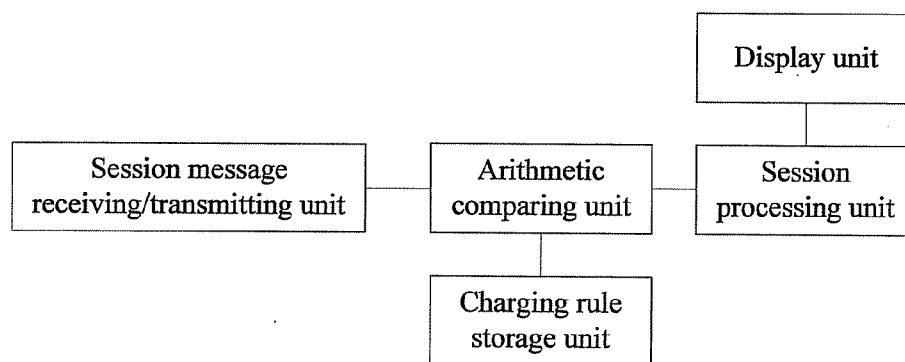 Display unit
Session message
receiving/transmitting unit
Arithmetic
comparing unit
Session
processing unit
Charging rule
storage unit